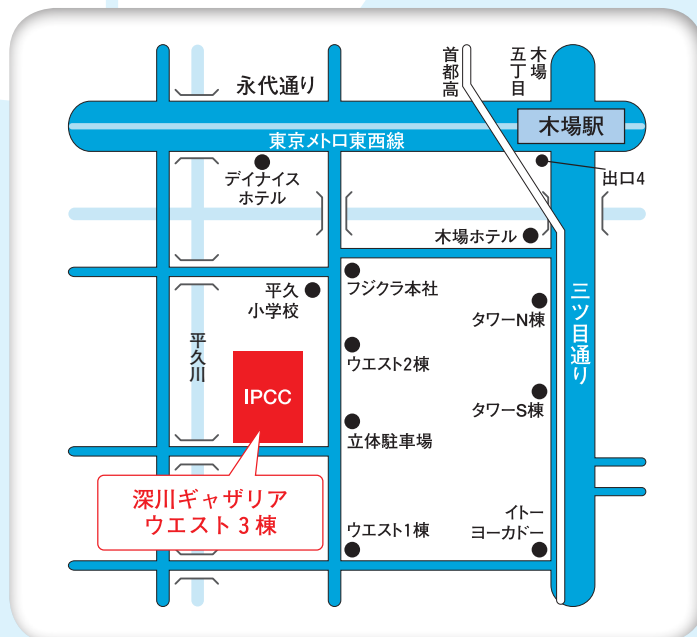 永代通り
首都高
木場
五丁目
木場駅
東京メトロ東西線
デイナイス
ホテル
出口4
木場ホテル
平久
小学校
フジクラ本社
タワーN棟
三ツ目通り
平久川
ウエスト2棟
IPCC
タワーS棟
立体駐車場
深川ギャザリア
ウエスト3棟
ウエスト1棟
イトー
ヨーカドー